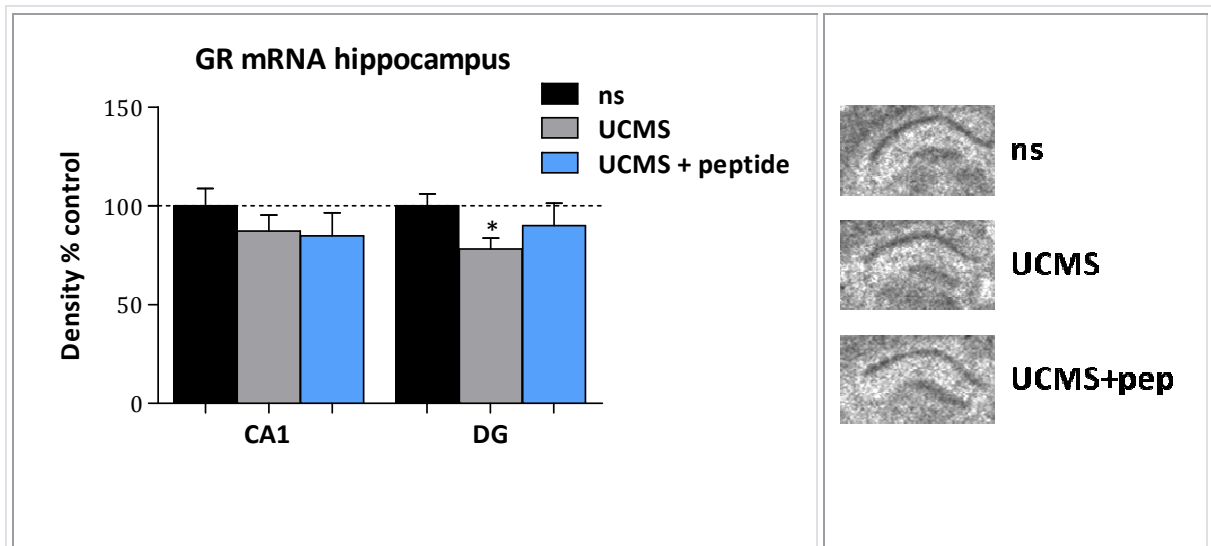 GR mRNA hippocampus
ns
UCMS
UCMS + peptide
150
100
50
0
Density % control
*
CA1
DG
ns
UCMS
UCMS+pep